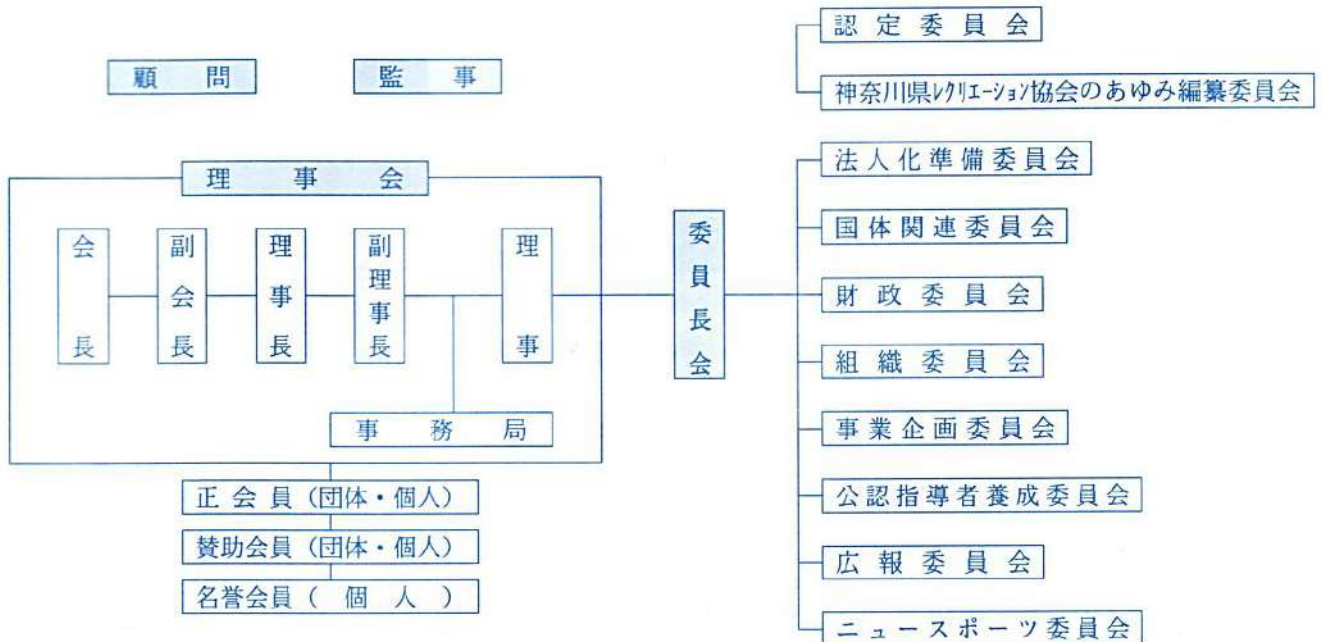 顧問
監事
理事会
会長
副会長
理事長
副理事長
理事
事務局
正会員（団体・個人）
賛助会員（団体・個人）
名誉会員（個人）
委員長会
認定委員会
神奈川県ﾚｸﾘｴｰｼｮﾝ協会のあゆみ編纂委員会
法人化準備委員会
国体関連委員会
財政委員会
組織委員会
事業企画委員会
公認指導者養成委員会
広報委員会
ニュースポーツ委員会